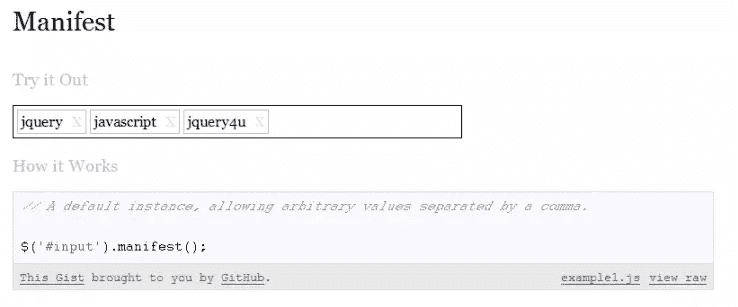 Manifest
Try it Out
jquery X javascript X jquery4u X
How it Works
// A default instance, allowing arbitrary values separated by a comma.
$('#input').manifest();
This Gist brought to you by GitHub. example1.js view raw